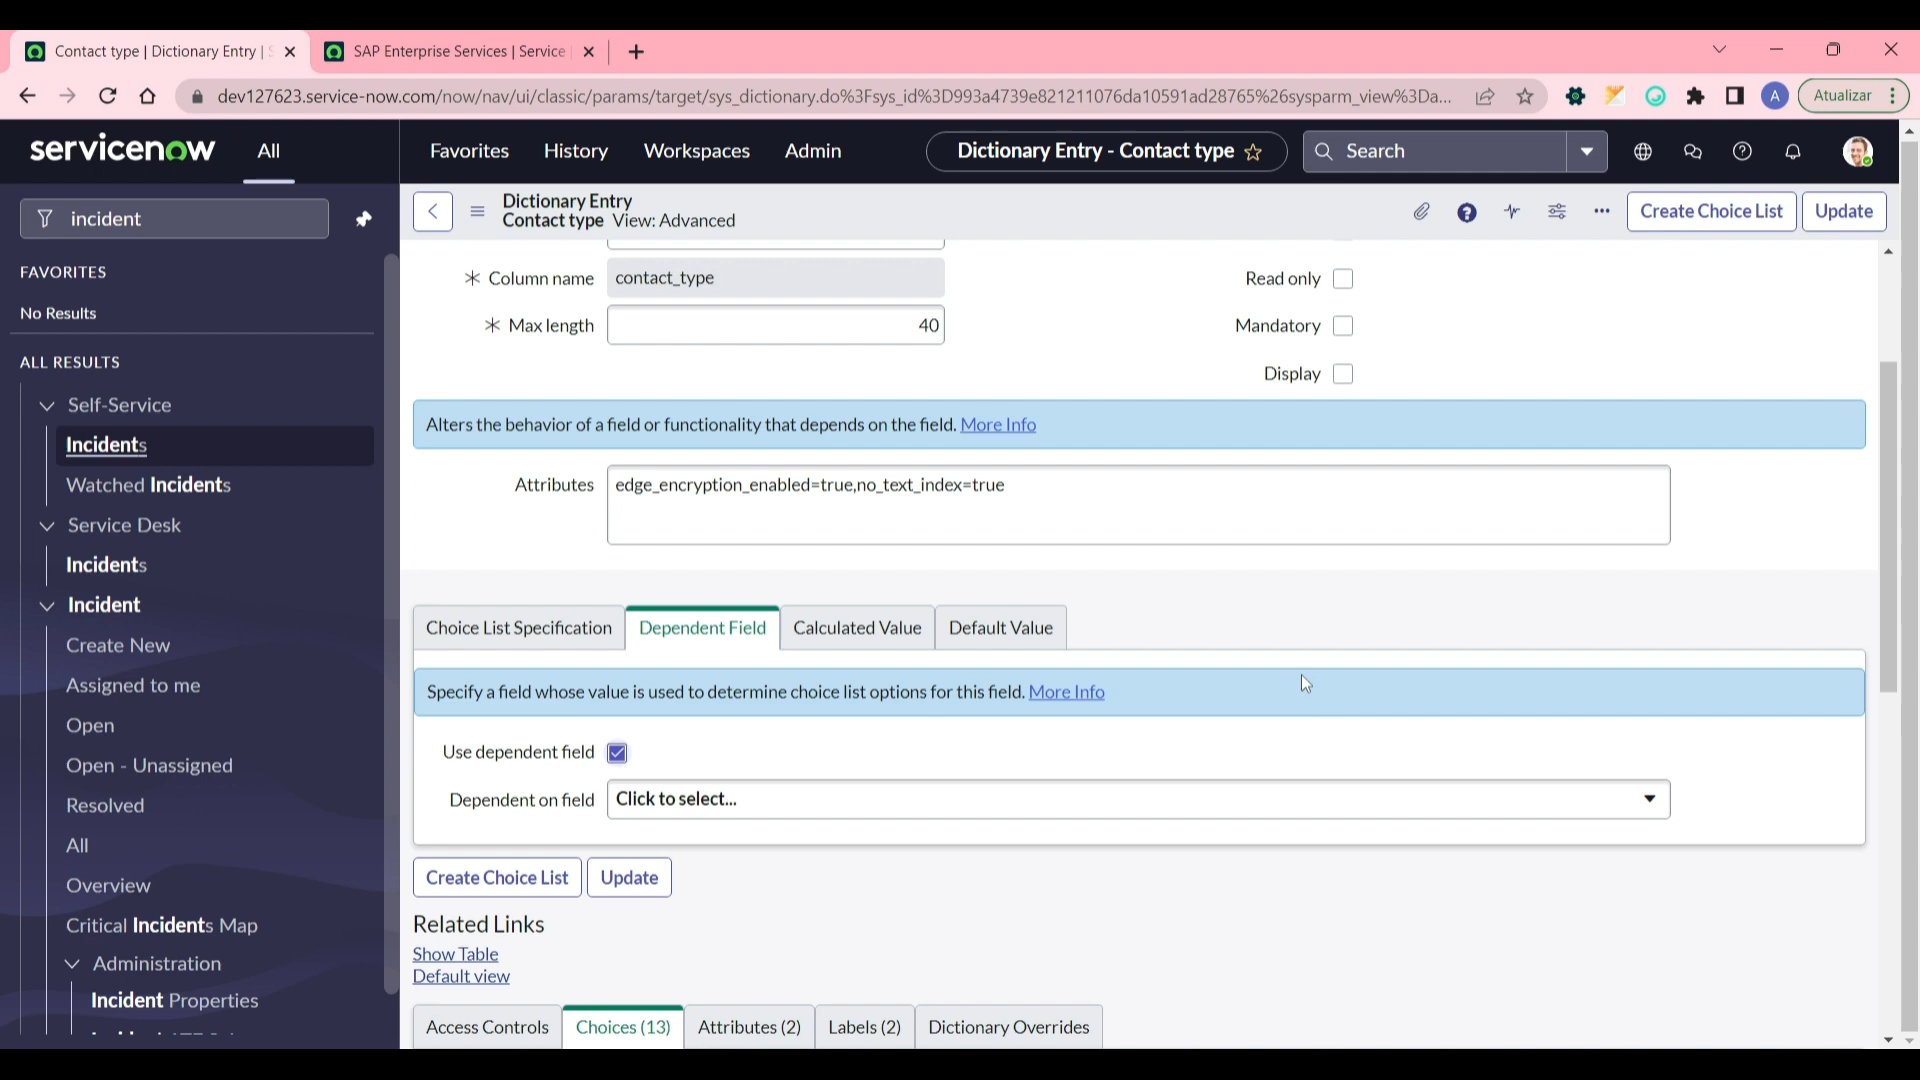 Contact type | Dictionary Entry |
SAP Enterprise Services | Service
dev127623.service-now.com/now/nav/ui/classic/params/target/sys_dictionary.do%3Fsys_id%3D993a4739e821211076da10591ad28765%26sysparm_view%3Da...
A
Atualizar
servicenow
All
Favorites
History
Workspaces
Admin
Dictionary Entry - Contact type
Search
incident
FAVORITES
No Results
ALL RESULTS
Self-Service
Incidents
Watched Incidents
Service Desk
Incidents
Incident
Create New
Assigned to me
Open
Open - Unassigned
Resolved
All
Overview
Critical Incidents Map
Administration
Incident Properties
Dictionary Entry
Contact type View: Advanced
Create Choice List
Update
Column name
contact_type
Read only
Max length
40
Mandatory
Display
Alters the behavior of a field or functionality that depends on the field. More Info
Attributes
edge_encryption_enabled=true,no_text_index=true
Choice List Specification
Dependent Field
Calculated Value
Default Value
Specify a field whose value is used to determine choice list options for this field. More Info
Use dependent field
Dependent on field
Click to select...
Create Choice List
Update
Related Links
Show Table
Default view
Access Controls
Choices (13)
Attributes (2)
Labels (2)
Dictionary Overrides